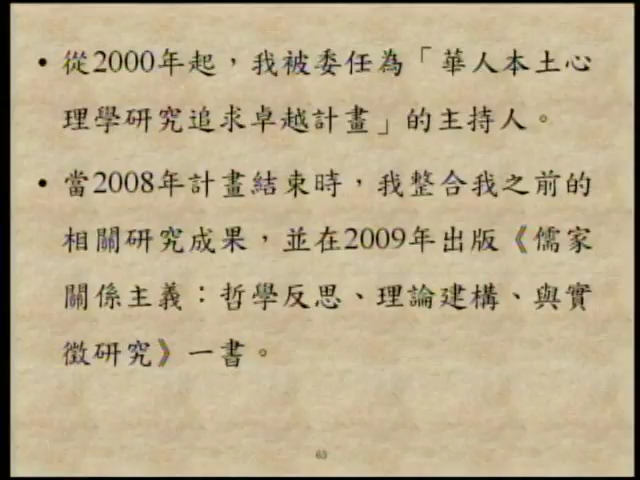 • 從2000年起，我被委任為「華人本土心
理學研究追求卓越計畫」的主持人。
• 當2008年計畫結束時，我整合我之前的
相關研究成果，並在2009年出版《儒家
關係主義：哲學反思、理論建構、與實
徵研究》一書。
63